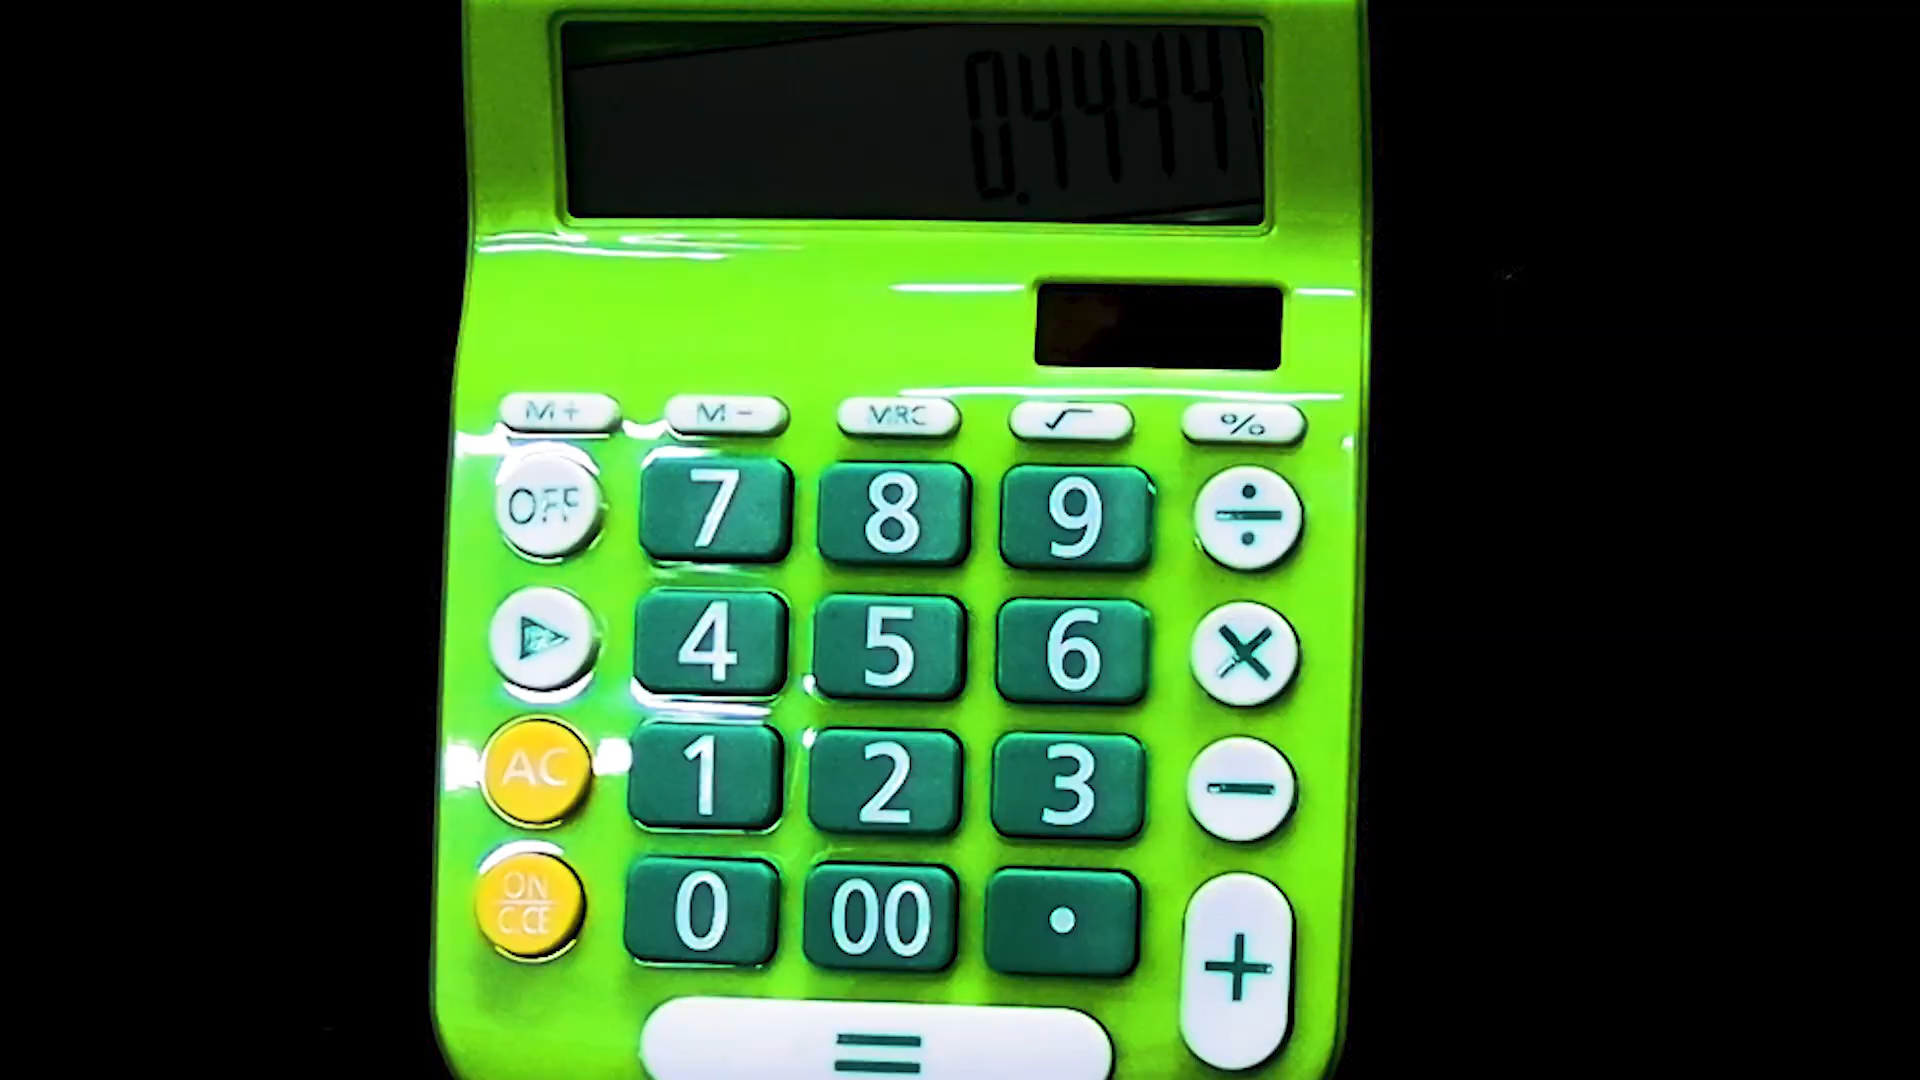 0.4444
M+ M- MRC √ %
OFF 7 8 9 ÷
▶ 4 5 6 ×
AC 1 2 3 −
ON
C·CE 0 00 . +
=